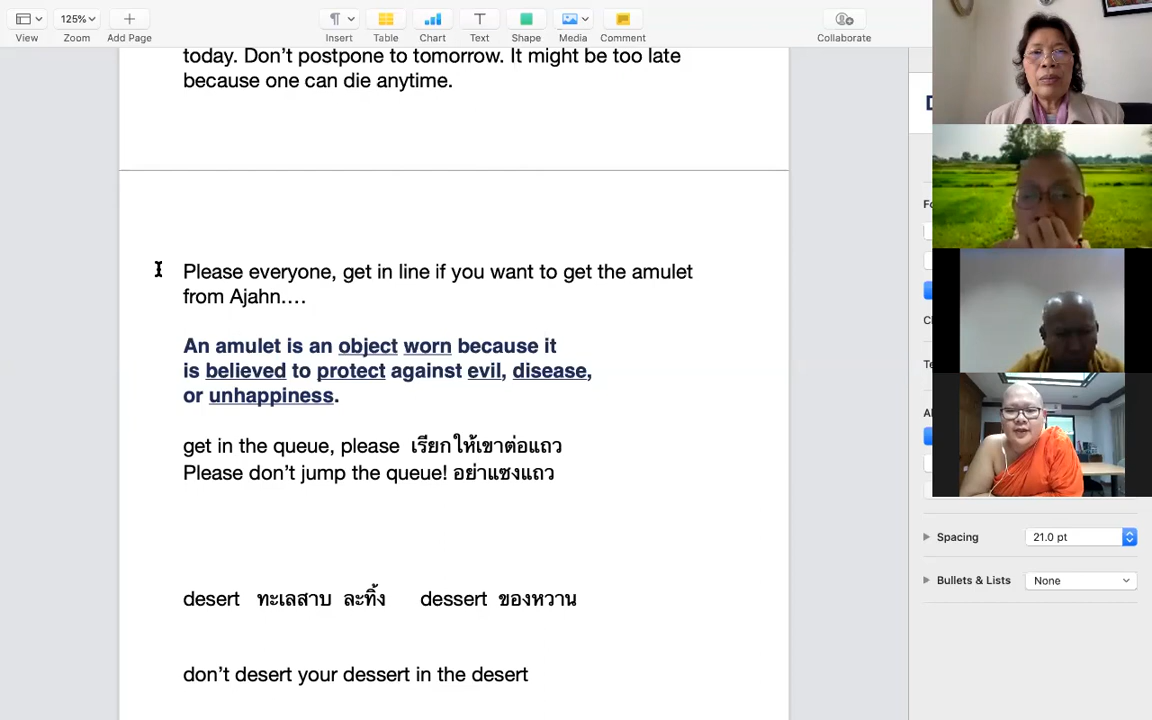 125%
View
Zoom
Add Page
Insert
Table
Chart
Text
Shape
Media
Comment
Collaborate
today. Don’t postpone to tomorrow. It might be too late
because one can die anytime.
Please everyone, get in line if you want to get the amulet
from Ajahn….
An amulet is an object worn because it
is believed to protect against evil, disease,
or unhappiness.
get in the queue, please เรียกให้เขาต่อแถว
Please don’t jump the queue! อย่าแซงแถว
desert ทะเลสาบ ละทิ้ง dessert ของหวาน
don’t desert your dessert in the desert
Spacing
21.0 pt
Bullets & Lists
None